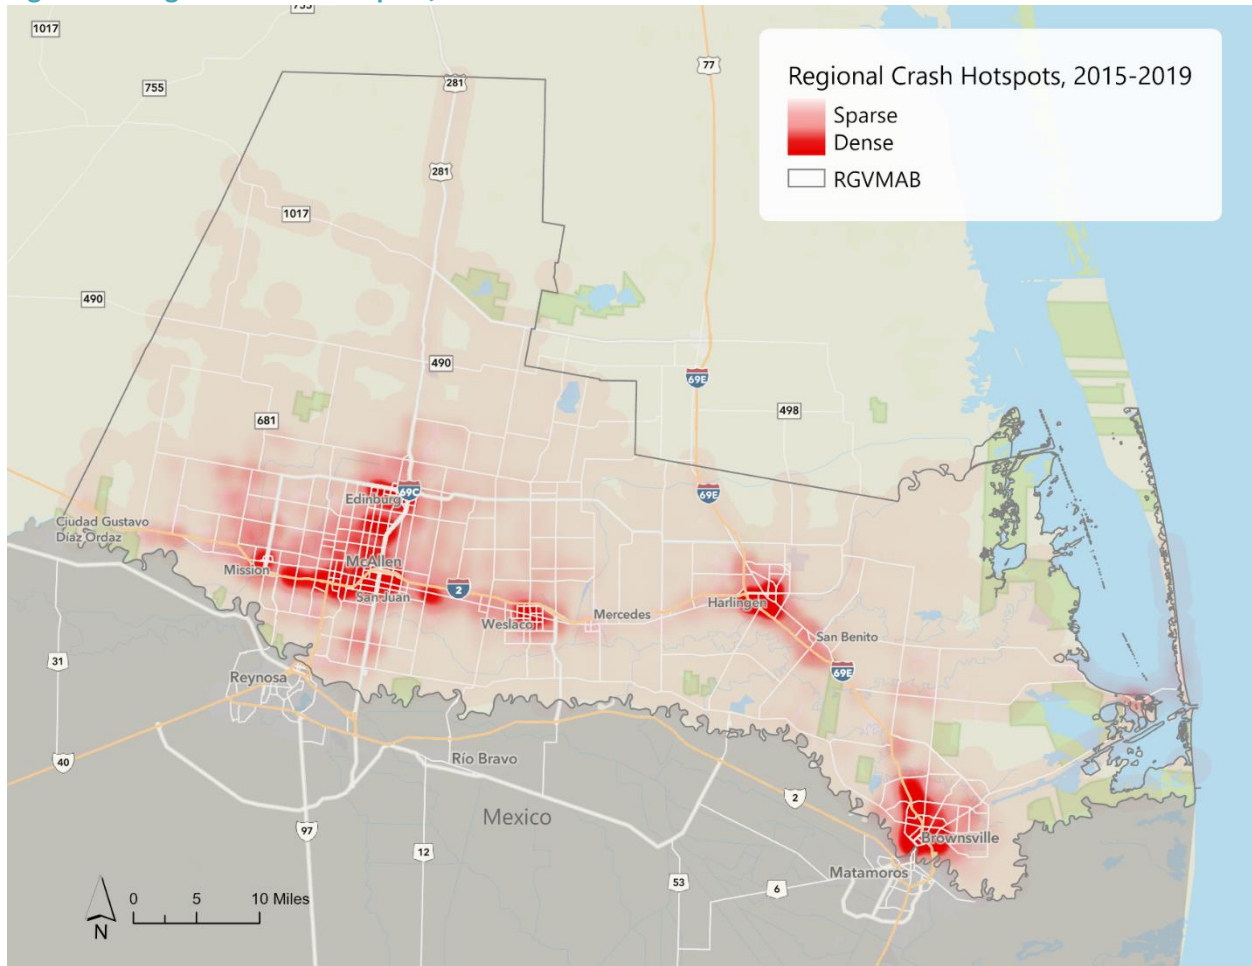 755
1017
77
Regional Crash Hotspots, 2015-2019
Sparse
Dense
RGVMAB
281
755
281
1017
490
490
69E
498
681
69E
69C
Edinburg
Ciudad Gustavo
Díaz Ordaz
McAllen
Mission
2
San Juan
Harlingen
Mercedes
Weslaco
San Benito
31
69E
Reynosa
40
Río Bravo
2
Mexico
97
Brownsville
12
Matamoros
53
6
0 5 10 Miles
N